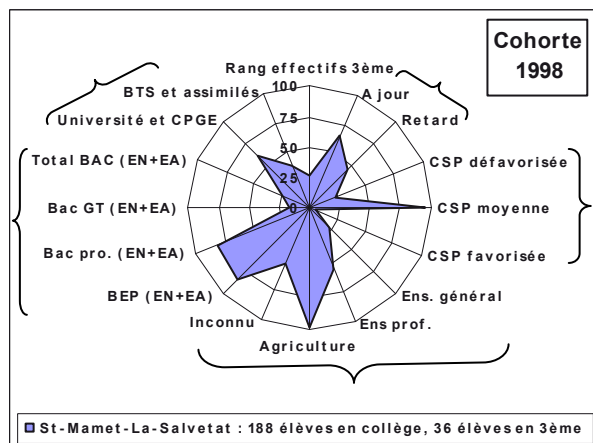 Cohorte
1998
Rang effectifs 3ème
A jour
Retard
CSP défavorisée
CSP moyenne
CSP favorisée
Ens. général
Ens prof.
Agriculture
Inconnu
BEP (EN+EA)
Bac pro. (EN+EA)
Bac GT (EN+EA)
Total BAC (EN+EA)
Université et CPGE
BTS et assimilés
100
75
50
25
0
St-Mamet-La-Salvetat : 188 élèves en collège, 36 élèves en 3ème